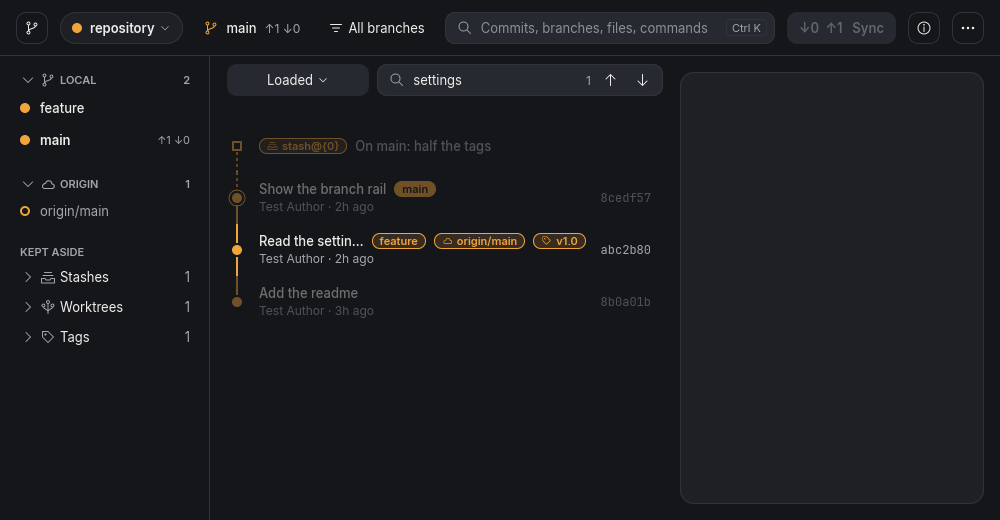 repository
main ↑1 ↓0
All branches
Commits, branches, files, commands Ctrl K
↓0 ↑1 Sync
LOCAL 2
feature
main ↑1 ↓0
ORIGIN 1
origin/main
KEPT ASIDE
Stashes 1
Worktrees 1
Tags 1
Loaded
settings 1
stash@{0} On main: half the tags
Show the branch rail main
Test Author · 2h ago 8cedf57
Read the settin... feature origin/main v1.0
Test Author · 2h ago abc2b80
Add the readme
Test Author · 3h ago 8b0a01b